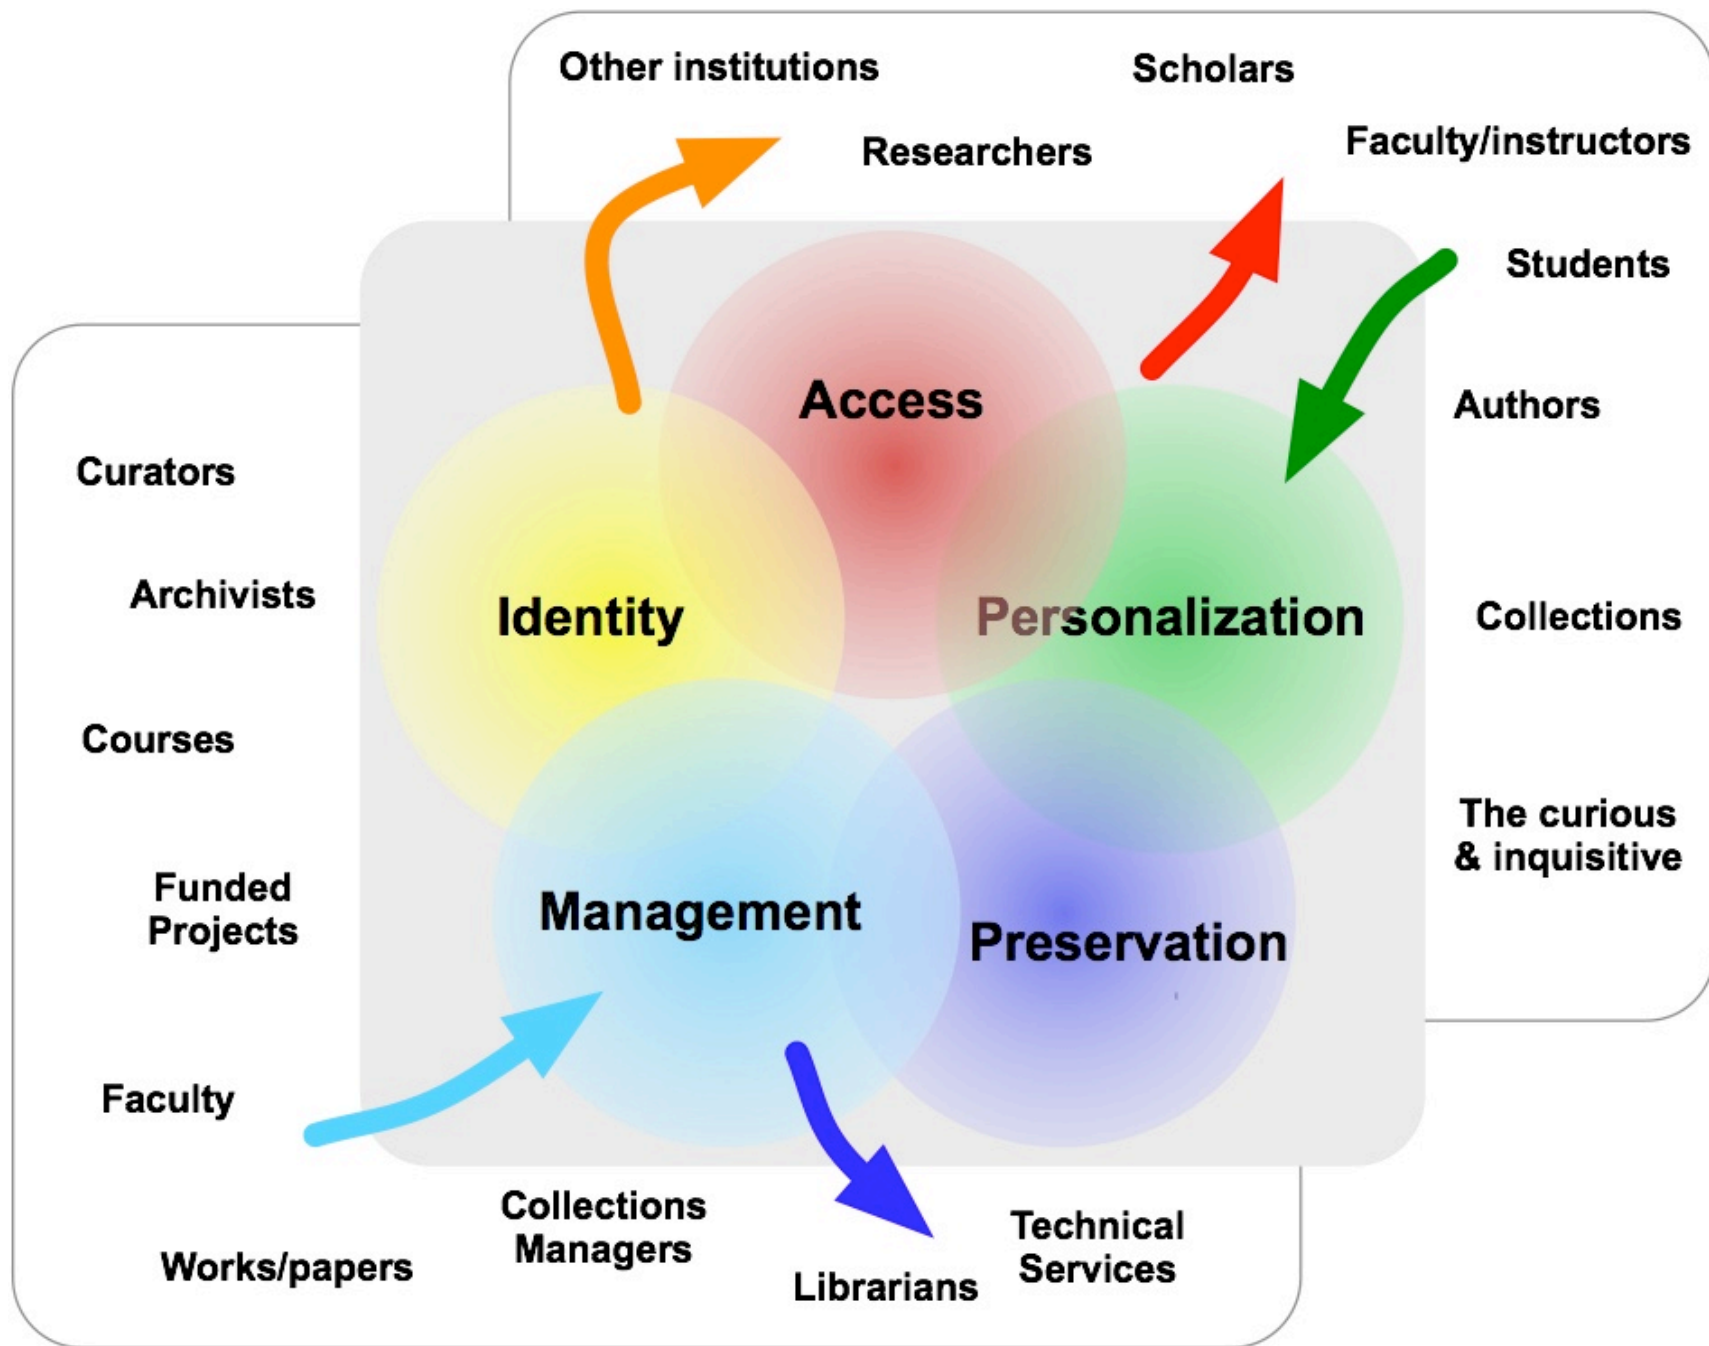 Other institutions
Scholars
Researchers
Faculty/instructors
Students
Authors
Collections
The curious
& inquisitive
Access
Identity
Personalization
Management
Preservation
Curators
Archivists
Courses
Funded
Projects
Faculty
Works/papers
Collections
Managers
Librarians
Technical
Services